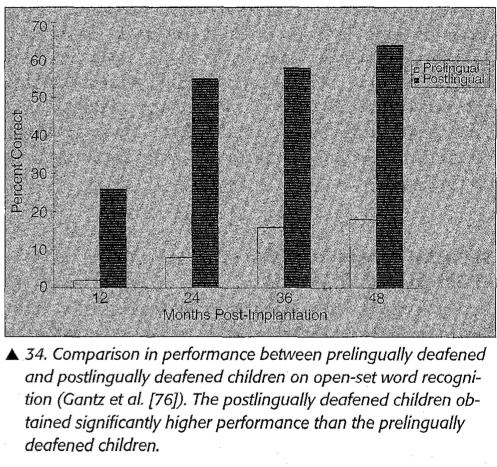 70
60
50
40
30
20
10
0
Percent Correct
Prelingual
Postlingual
12 24 36 48
Months Post-Implantation
▲ 34. Comparison in performance between prelingually deafened
and postlingually deafened children on open-set word recogni-
tion (Gantz et al. [76]). The postlingually deafened children ob-
tained significantly higher performance than the prelingually
deafened children.